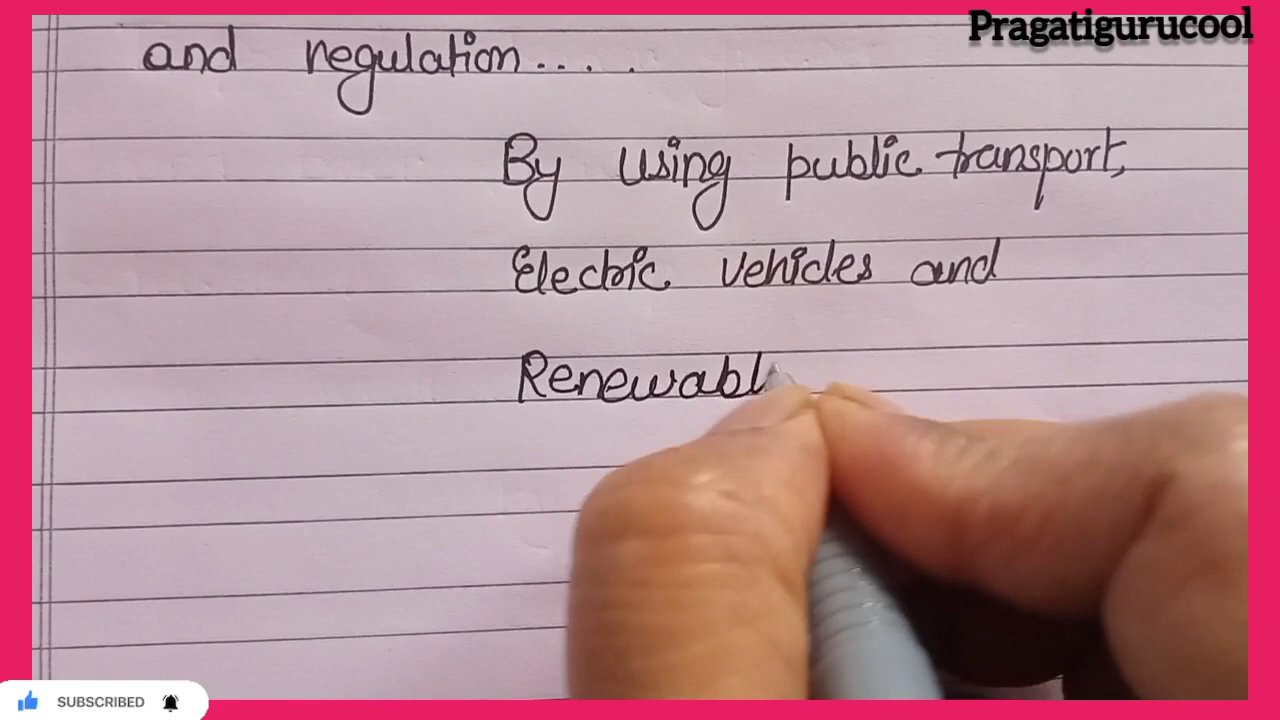 Pragatigurucool
and regulation.....
By using public transport,
Electric vehicles and
Renewabl
SUBSCRIBED